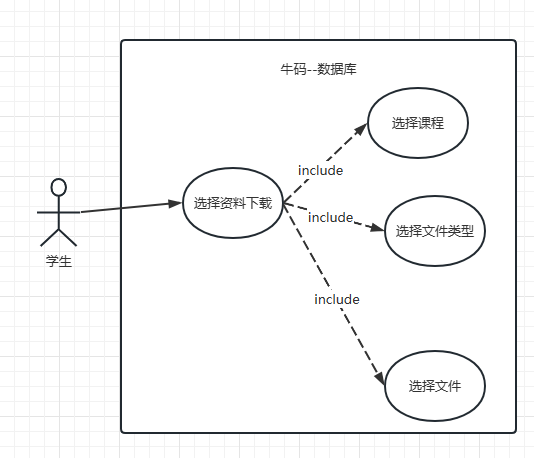 牛码--数据库
选择课程
include
选择资料下载
include
选择文件类型
学生
include
选择文件